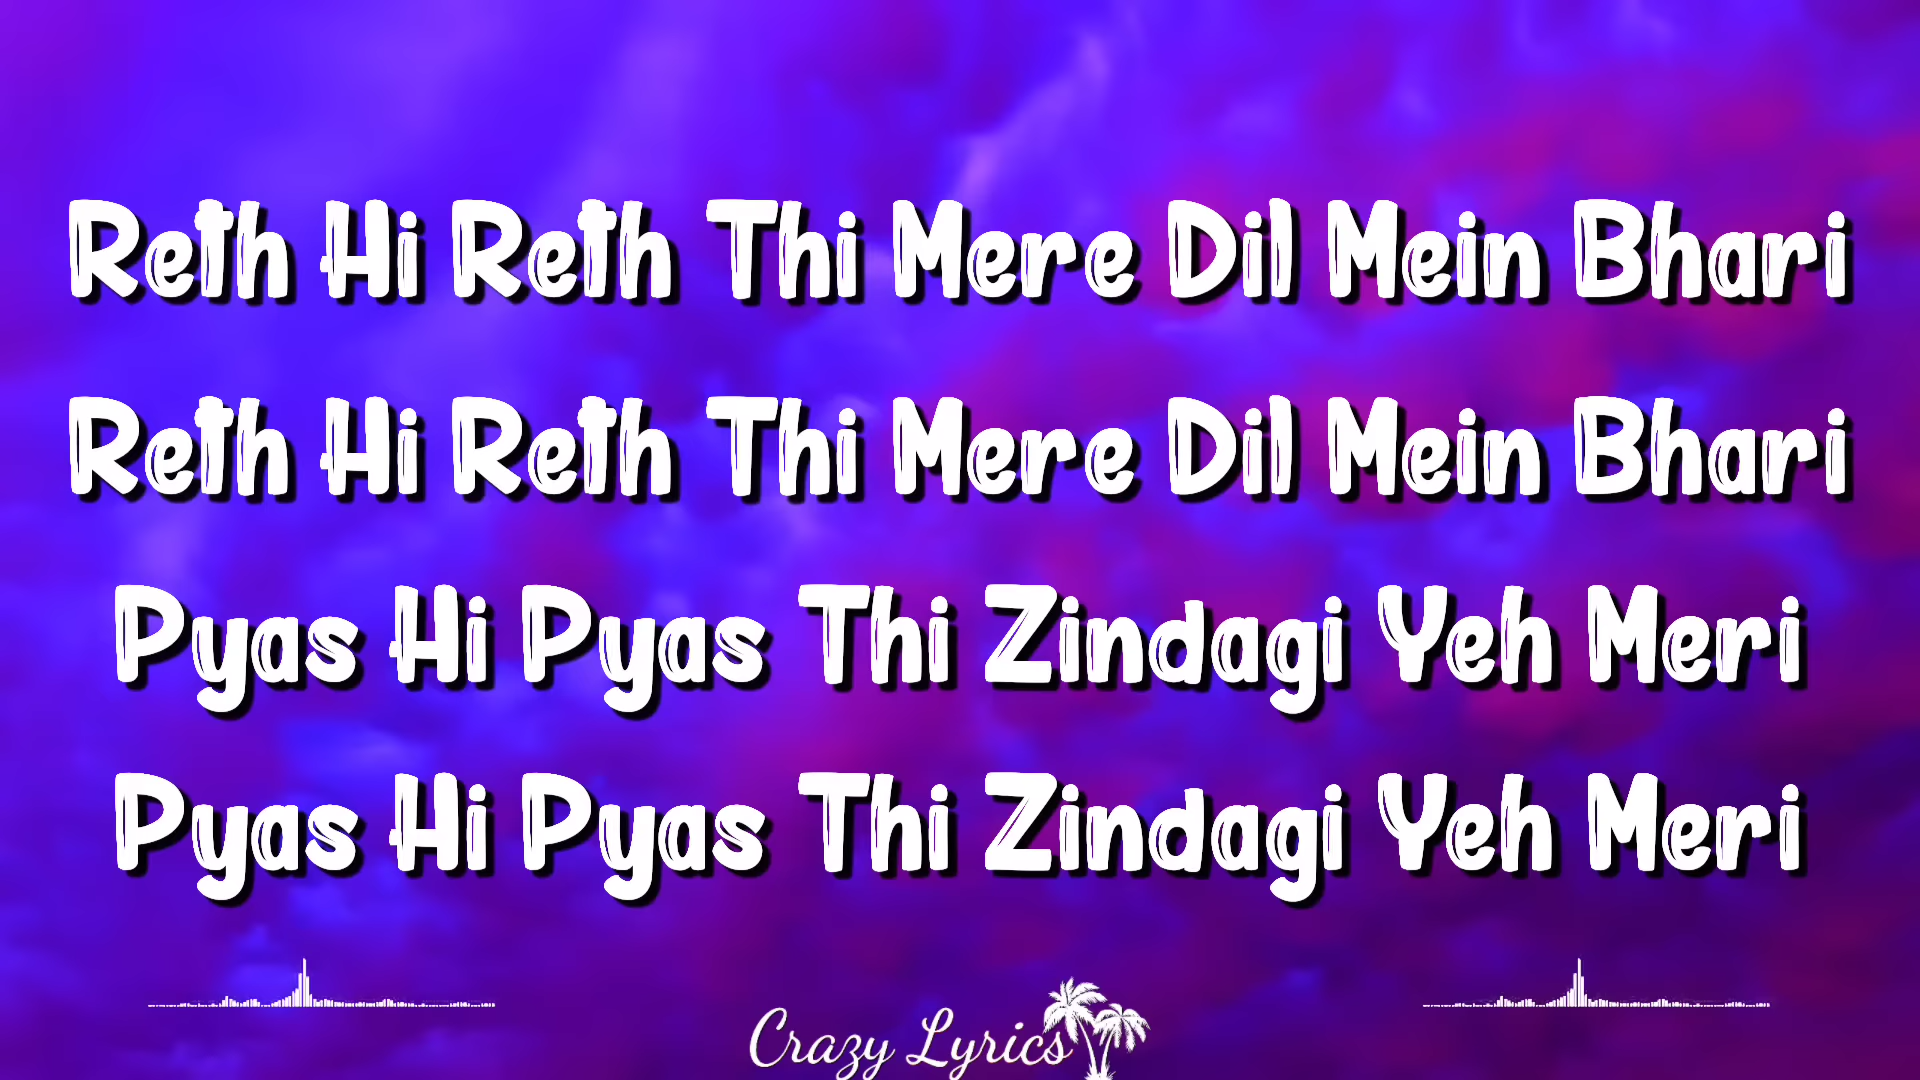 Reth Hi Reth Thi Mere Dil Mein Bhari
Reth Hi Reth Thi Mere Dil Mein Bhari
Pyas Hi Pyas Thi Zindagi Yeh Meri
Pyas Hi Pyas Thi Zindagi Yeh Meri
Crazy Lyrics